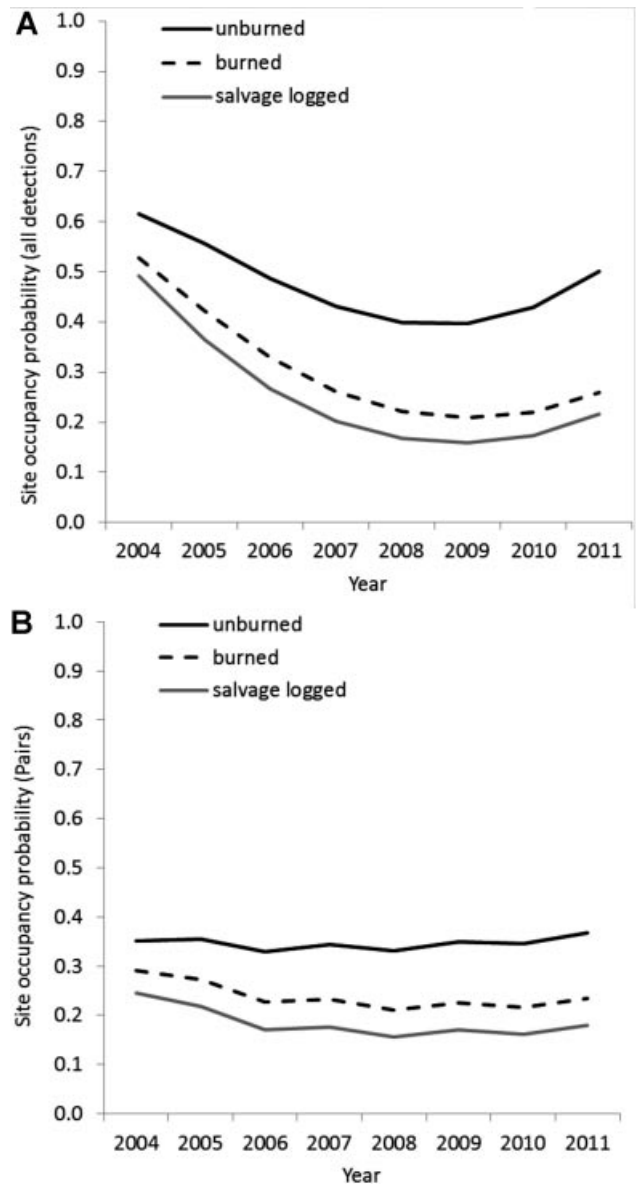 A
unburned
burned
salvage logged
Site occupancy probability (all detections)
1.0
0.9
0.8
0.7
0.6
0.5
0.4
0.3
0.2
0.1
0.0
2004 2005 2006 2007 2008 2009 2010 2011
Year
B
unburned
burned
salvage logged
Site occupancy probability (Pairs)
1.0
0.9
0.8
0.7
0.6
0.5
0.4
0.3
0.2
0.1
0.0
2004 2005 2006 2007 2008 2009 2010 2011
Year